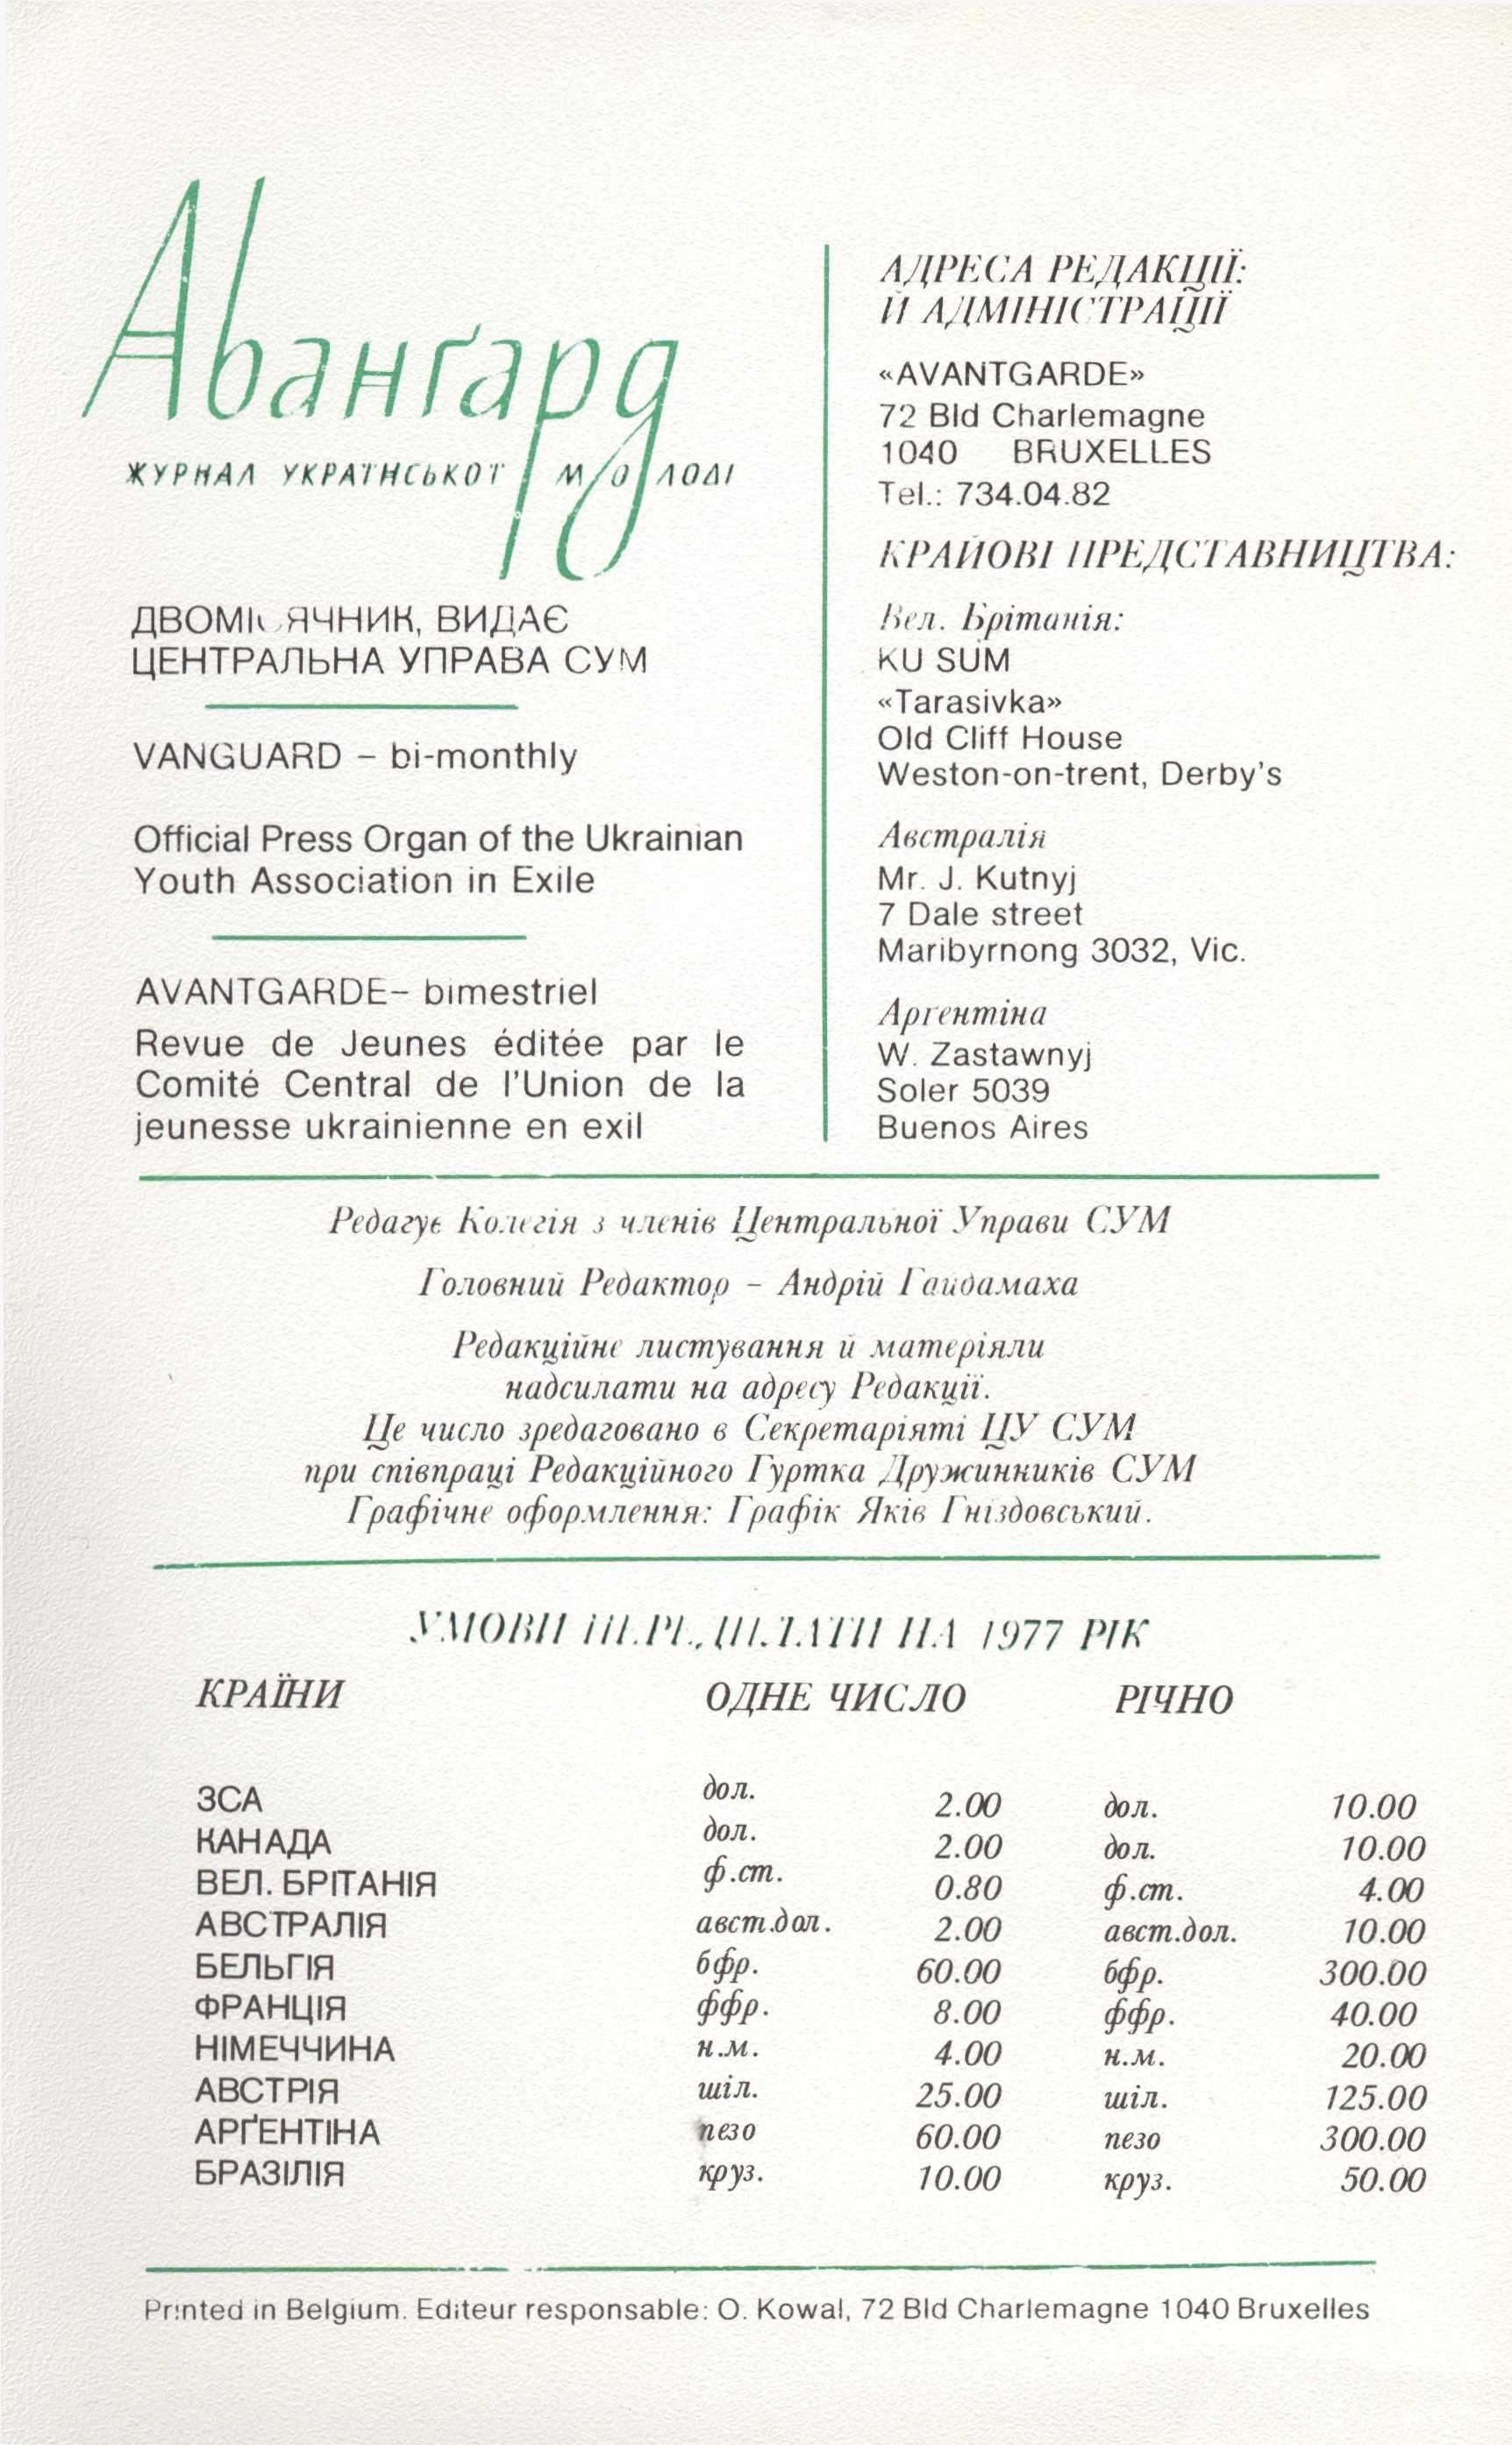 Аванґард
ЖУРНАЛ УКРАЇНСЬКОЇ МОЛОДІ
ДВОМІСЯЧНИК, ВИДАЄ
ЦЕНТРАЛЬНА УПРАВА СУМ
VANGUARD – bi-monthly
Official Press Organ of the Ukrainian
Youth Association in Exile
AVANTGARDE– bimestriel
Revue de Jeunes éditée par le
Comité Central de l'Union de la
jeunesse ukrainienne en exil
АДРЕСА РЕДАКЦІЇ:
Й АДМІНІСТРАЦІЇ
«AVANTGARDE»
72 Bld Charlemagne
1040 BRUXELLES
Tel.: 734.04.82
КРАЙОВІ ПРЕДСТАВНИЦТВА:
Вел. Брітанія:
KU SUM
«Tarasivka»
Old Cliff House
Weston-on-trent, Derby's
Австралія
Mr. J. Kutnyj
7 Dale street
Maribyrnong 3032, Vic.
Аргентіна
W. Zastawnyj
Soler 5039
Buenos Aires
Редагує Колегія з членів Центральної Управи СУМ
Головний Редактор – Андрій Гайдамаха
Редакційне листування й матеріяли
надсилати на адресу Редакції.
Це число зредаговано в Секретаріяті ЦУ СУМ
при співпраці Редакційного Гуртка Дружинників СУМ
Графічне оформлення: Графік Яків Гніздовський.
УМОВИ ПЕРЕДПЛАТИ НА 1977 РІК
КРАЇНИ ОДНЕ ЧИСЛО РІЧНО
ЗСА дол. 2.00 дол. 10.00
КАНАДА дол. 2.00 дол. 10.00
ВЕЛ. БРІТАНІЯ ф.ст. 0.80 ф.ст. 4.00
АВСТРАЛІЯ авст.дол. 2.00 авст.дол. 10.00
БЕЛЬГІЯ бфр. 60.00 бфр. 300.00
ФРАНЦІЯ ффр. 8.00 ффр. 40.00
НІМЕЧЧИНА н.м. 4.00 н.м. 20.00
АВСТРІЯ шіл. 25.00 шіл. 125.00
АРҐЕНТІНА пезо 60.00 пезо 300.00
БРАЗІЛІЯ круз. 10.00 круз. 50.00
Printed in Belgium. Editeur responsable: O. Kowal, 72 Bld Charlemagne 1040 Bruxelles